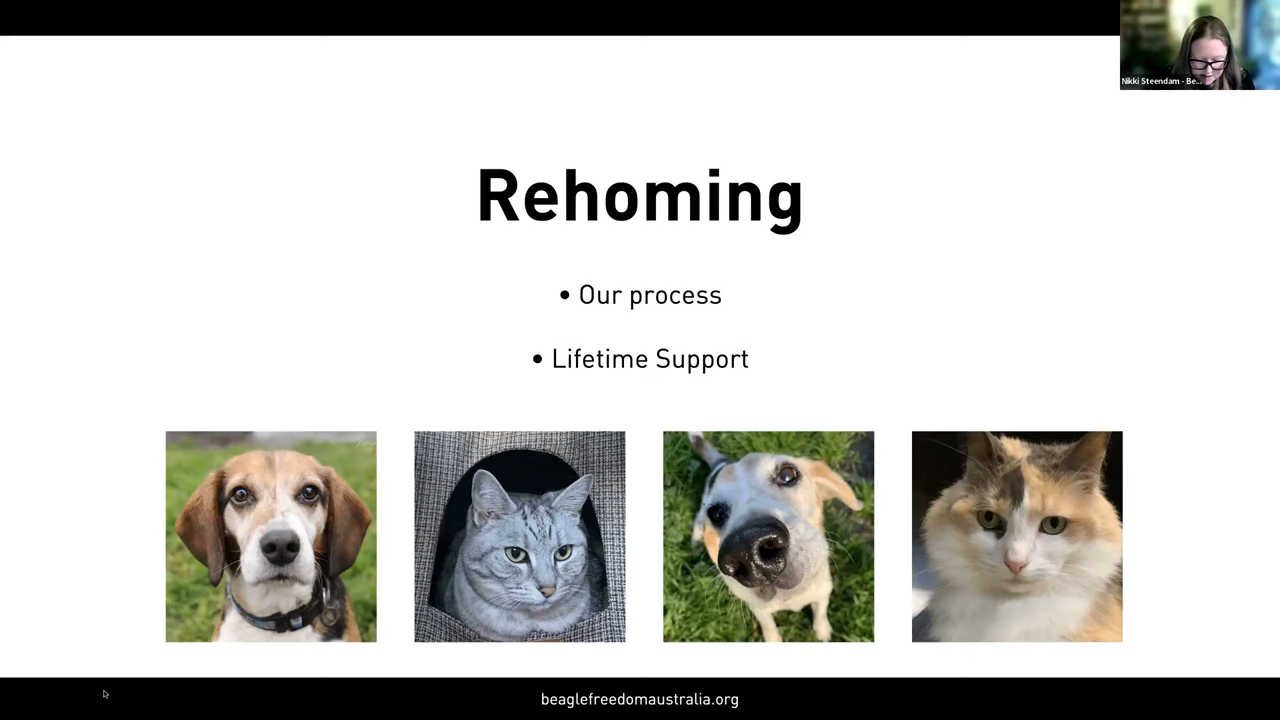 Nikki Steendam - Be...
Rehoming
• Our process
• Lifetime Support
beaglefreedomaustralia.org